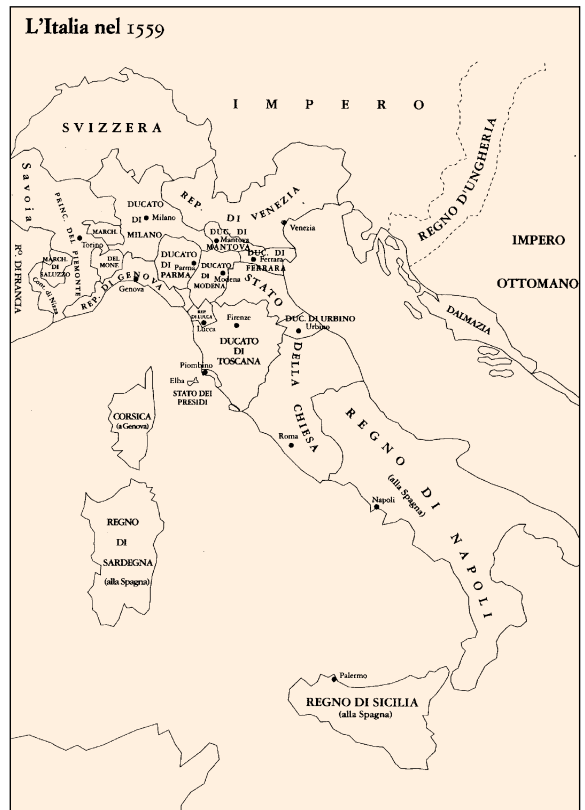 L'Italia nel 1559
IMPERO
SVIZZERA
Savoia
PRINC. DEL PIEMONTE
Torino
MARCH.
DEL
MONF.
MARCH.
DI
SALUZZO
Cont. di Nizza
Rº. DI FRANCIA
DUCATO
DI
MILANO
Milano
REP. DI VENEZIA
Venezia
DUC. DI
MANTOVA
Mantova
DUC. DI
FERRARA
Ferrara
DUCATO
DI
PARMA
Parma
DUCATO
DI
MODENA
Modena
REP. DI GENOVA
Genova
REP.
DI LUCCA
Lucca
Firenze
DUCATO
DI
TOSCANA
STATO DELLA CHIESA
DUC. DI URBINO
Urbino
Piombino
Elba
STATO DEI
PRESIDI
Roma
REGNO D'UNGHERIA
IMPERO
OTTOMANO
DALMAZIA
CORSICA
(a Genova)
REGNO
DI
SARDEGNA
(alla Spagna)
REGNO DI NAPOLI
(alla Spagna)
Napoli
Palermo
REGNO DI SICILIA
(alla Spagna)